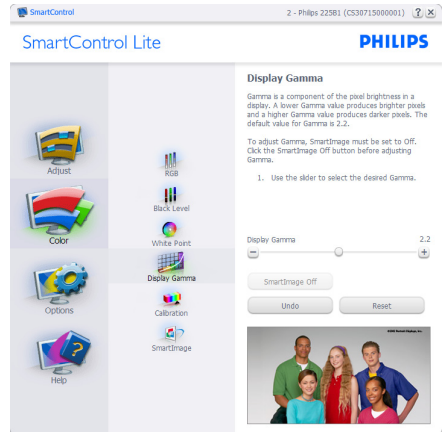 SmartControl
2 - Philips 225B1 (CS30715000001)
SmartControl Lite
PHILIPS
Adjust
Color
Options
Help
RGB
Black Level
White Point
Display Gamma
Calibration
SmartImage
Display Gamma
Gamma is a component of the pixel brightness in a
display. A lower Gamma value produces brighter pixels
and a higher Gamma value produces darker pixels. The
default value for Gamma is 2.2.
To adjust Gamma, SmartImage must be set to Off.
Click the SmartImage Off button before adjusting
Gamma.
1. Use the slider to select the desired Gamma.
Display Gamma 2.2
SmartImage Off
Undo Reset